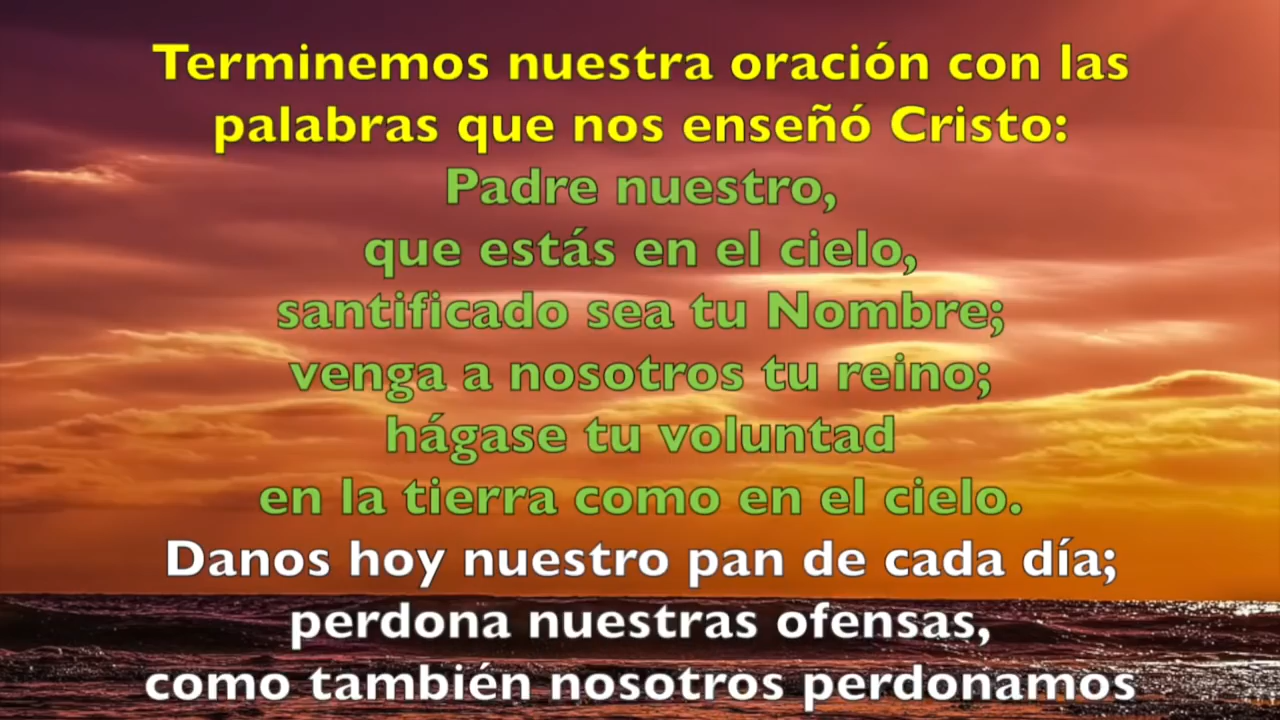 Terminemos nuestra oración con las
palabras que nos enseñó Cristo:
Padre nuestro,
que estás en el cielo,
santificado sea tu Nombre;
venga a nosotros tu reino;
hágase tu voluntad
en la tierra como en el cielo.
Danos hoy nuestro pan de cada día;
perdona nuestras ofensas,
como también nosotros perdonamos